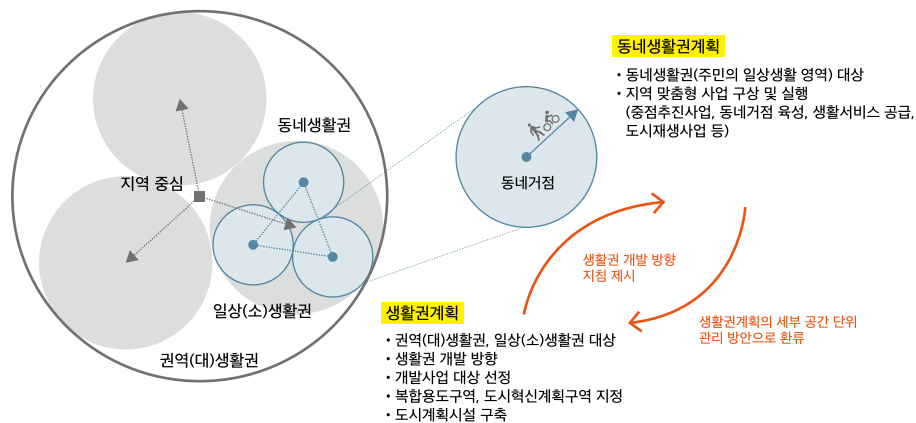 동네생활권계획
• 동네생활권(주민의 일상생활 영역) 대상
• 지역 맞춤형 사업 구상 및 실행
(중점추진사업, 동네거점 육성, 생활서비스 공급,
도시재생사업 등)
동네생활권
지역 중심
동네거점
일상(소)생활권
권역(대)생활권
생활권 개발 방향
지침 제시
생활권계획의 세부 공간 단위
관리 방안으로 환류
생활권계획
• 권역(대)생활권, 일상(소)생활권 대상
• 생활권 개발 방향
• 개발사업 대상 선정
• 복합용도구역, 도시혁신계획구역 지정
• 도시계획시설 구축